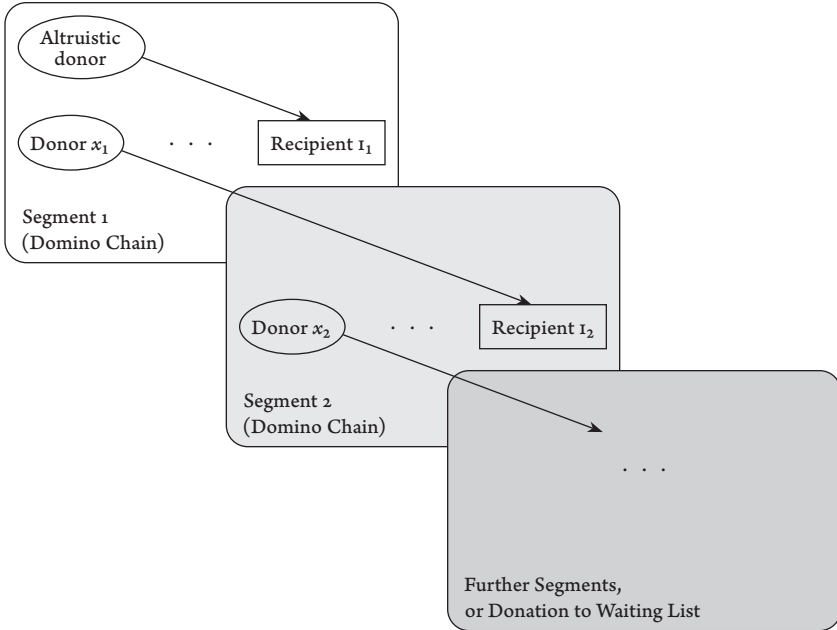 Altruistic
donor
Donor x₁
. . .
Recipient 1₁
Segment 1
(Domino Chain)
Donor x₂
. . .
Recipient 1₂
Segment 2
(Domino Chain)
. . .
Further Segments,
or Donation to Waiting List